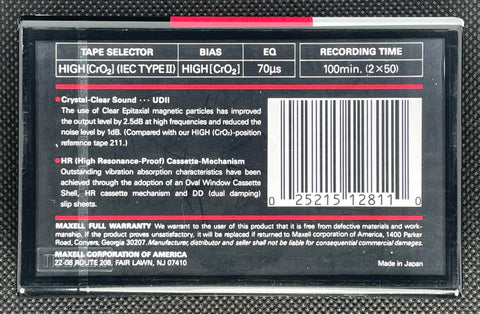 TAPE SELECTOR BIAS EQ RECORDING TIME
HIGH[CrO₂](IEC TYPEII) HIGH[CrO₂] 70μs 100min. (2×50)
•Crystal-Clear Sound ··· UDII
The use of Clear Epitaxial magnetic particles has improved
the output level by 2.5dB at high frequencies and reduced the
noise level by 1dB. (Compared with our HIGH (CrO₂)-position
reference tape 211.)
•HR (High Resonance-Proof) Cassette-Mechanism
Outstanding vibration absorption characteristics have been
achieved through the adoption of an Oval Window Cassette
Shell, HR cassette mechanism and DD (dual damping)
slip sheets.
0 25215 12811 0
MAXELL FULL WARRANTY We warrant to the user of this product that it is free from defective materials and work-
manship. If the product proves unsatisfactory, it will be replaced if returned to Maxell corporation of America, 1400 Parker
Road, Conyers, Georgia 30207. Manufacturer, distributor and seller shall not be liable for consequential commercial damages.
MAXELL CORPORATION OF AMERICA
22-08 ROUTE 208, FAIR LAWN, NJ 07410
Made in Japan